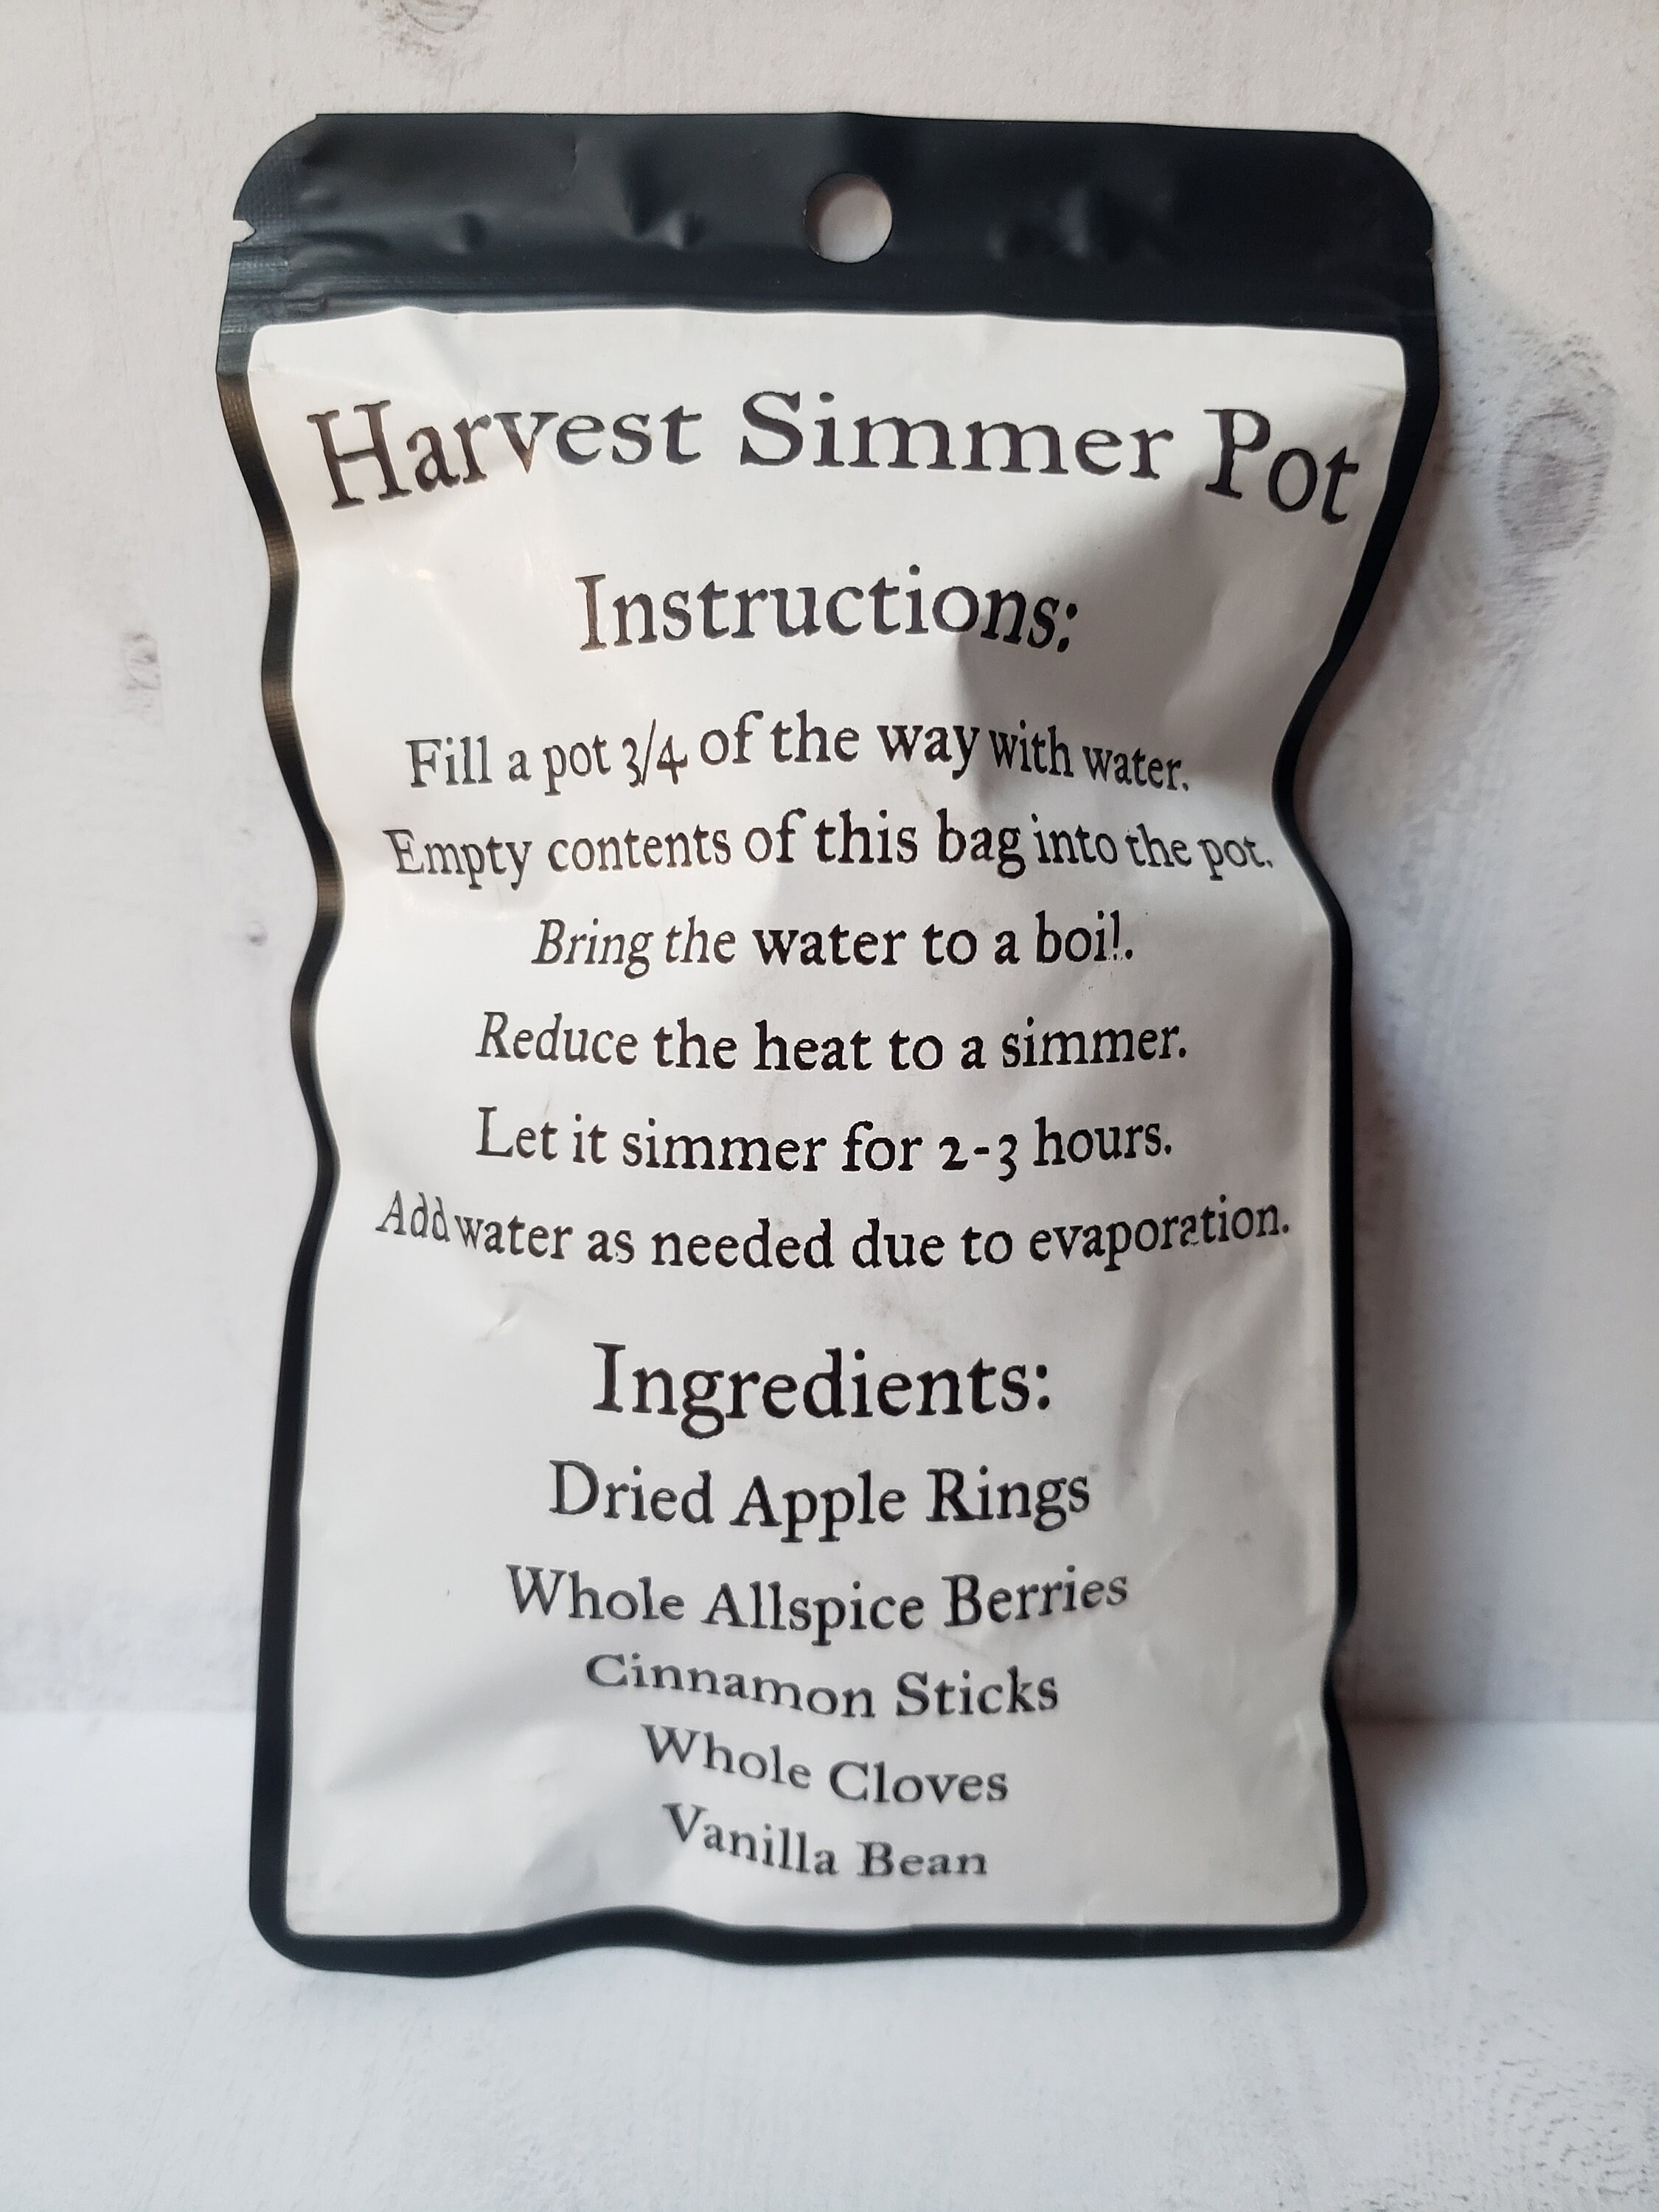 Harvest Simmer Pot
Instructions:
Fill a pot 3/4 of the way with water.
Empty contents of this bag into the pot.
Bring the water to a boil.
Reduce the heat to a simmer.
Let it simmer for 2-3 hours.
Add water as needed due to evaporation.
Ingredients:
Dried Apple Rings
Whole Allspice Berries
Cinnamon Sticks
Whole Cloves
Vanilla Bean